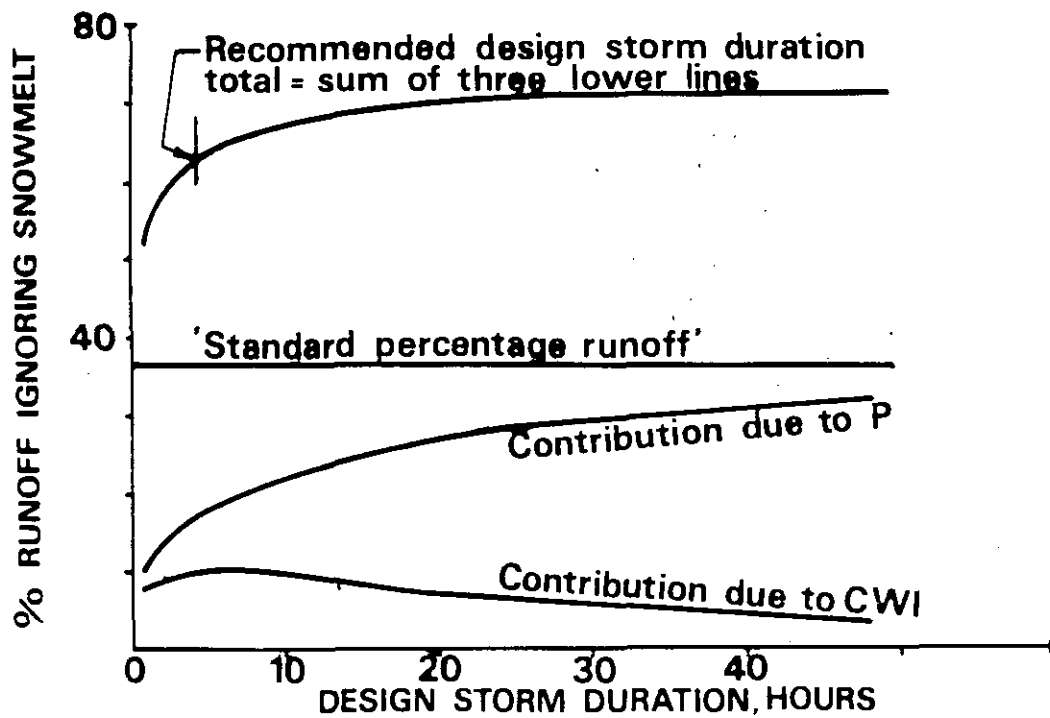 80
Recommended design storm duration
total = sum of three lower lines
% RUNOFF IGNORING SNOWMELT
40
'Standard percentage runoff'
Contribution due to P
Contribution due to CWI
0 10 20 30 40
DESIGN STORM DURATION, HOURS